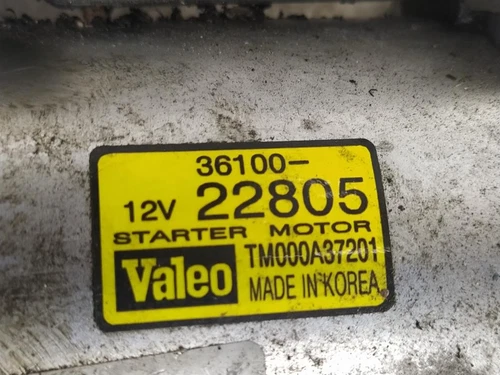 36100-
12V 22805
STARTER MOTOR
Valeo TM000A37201
MADE IN KOREA